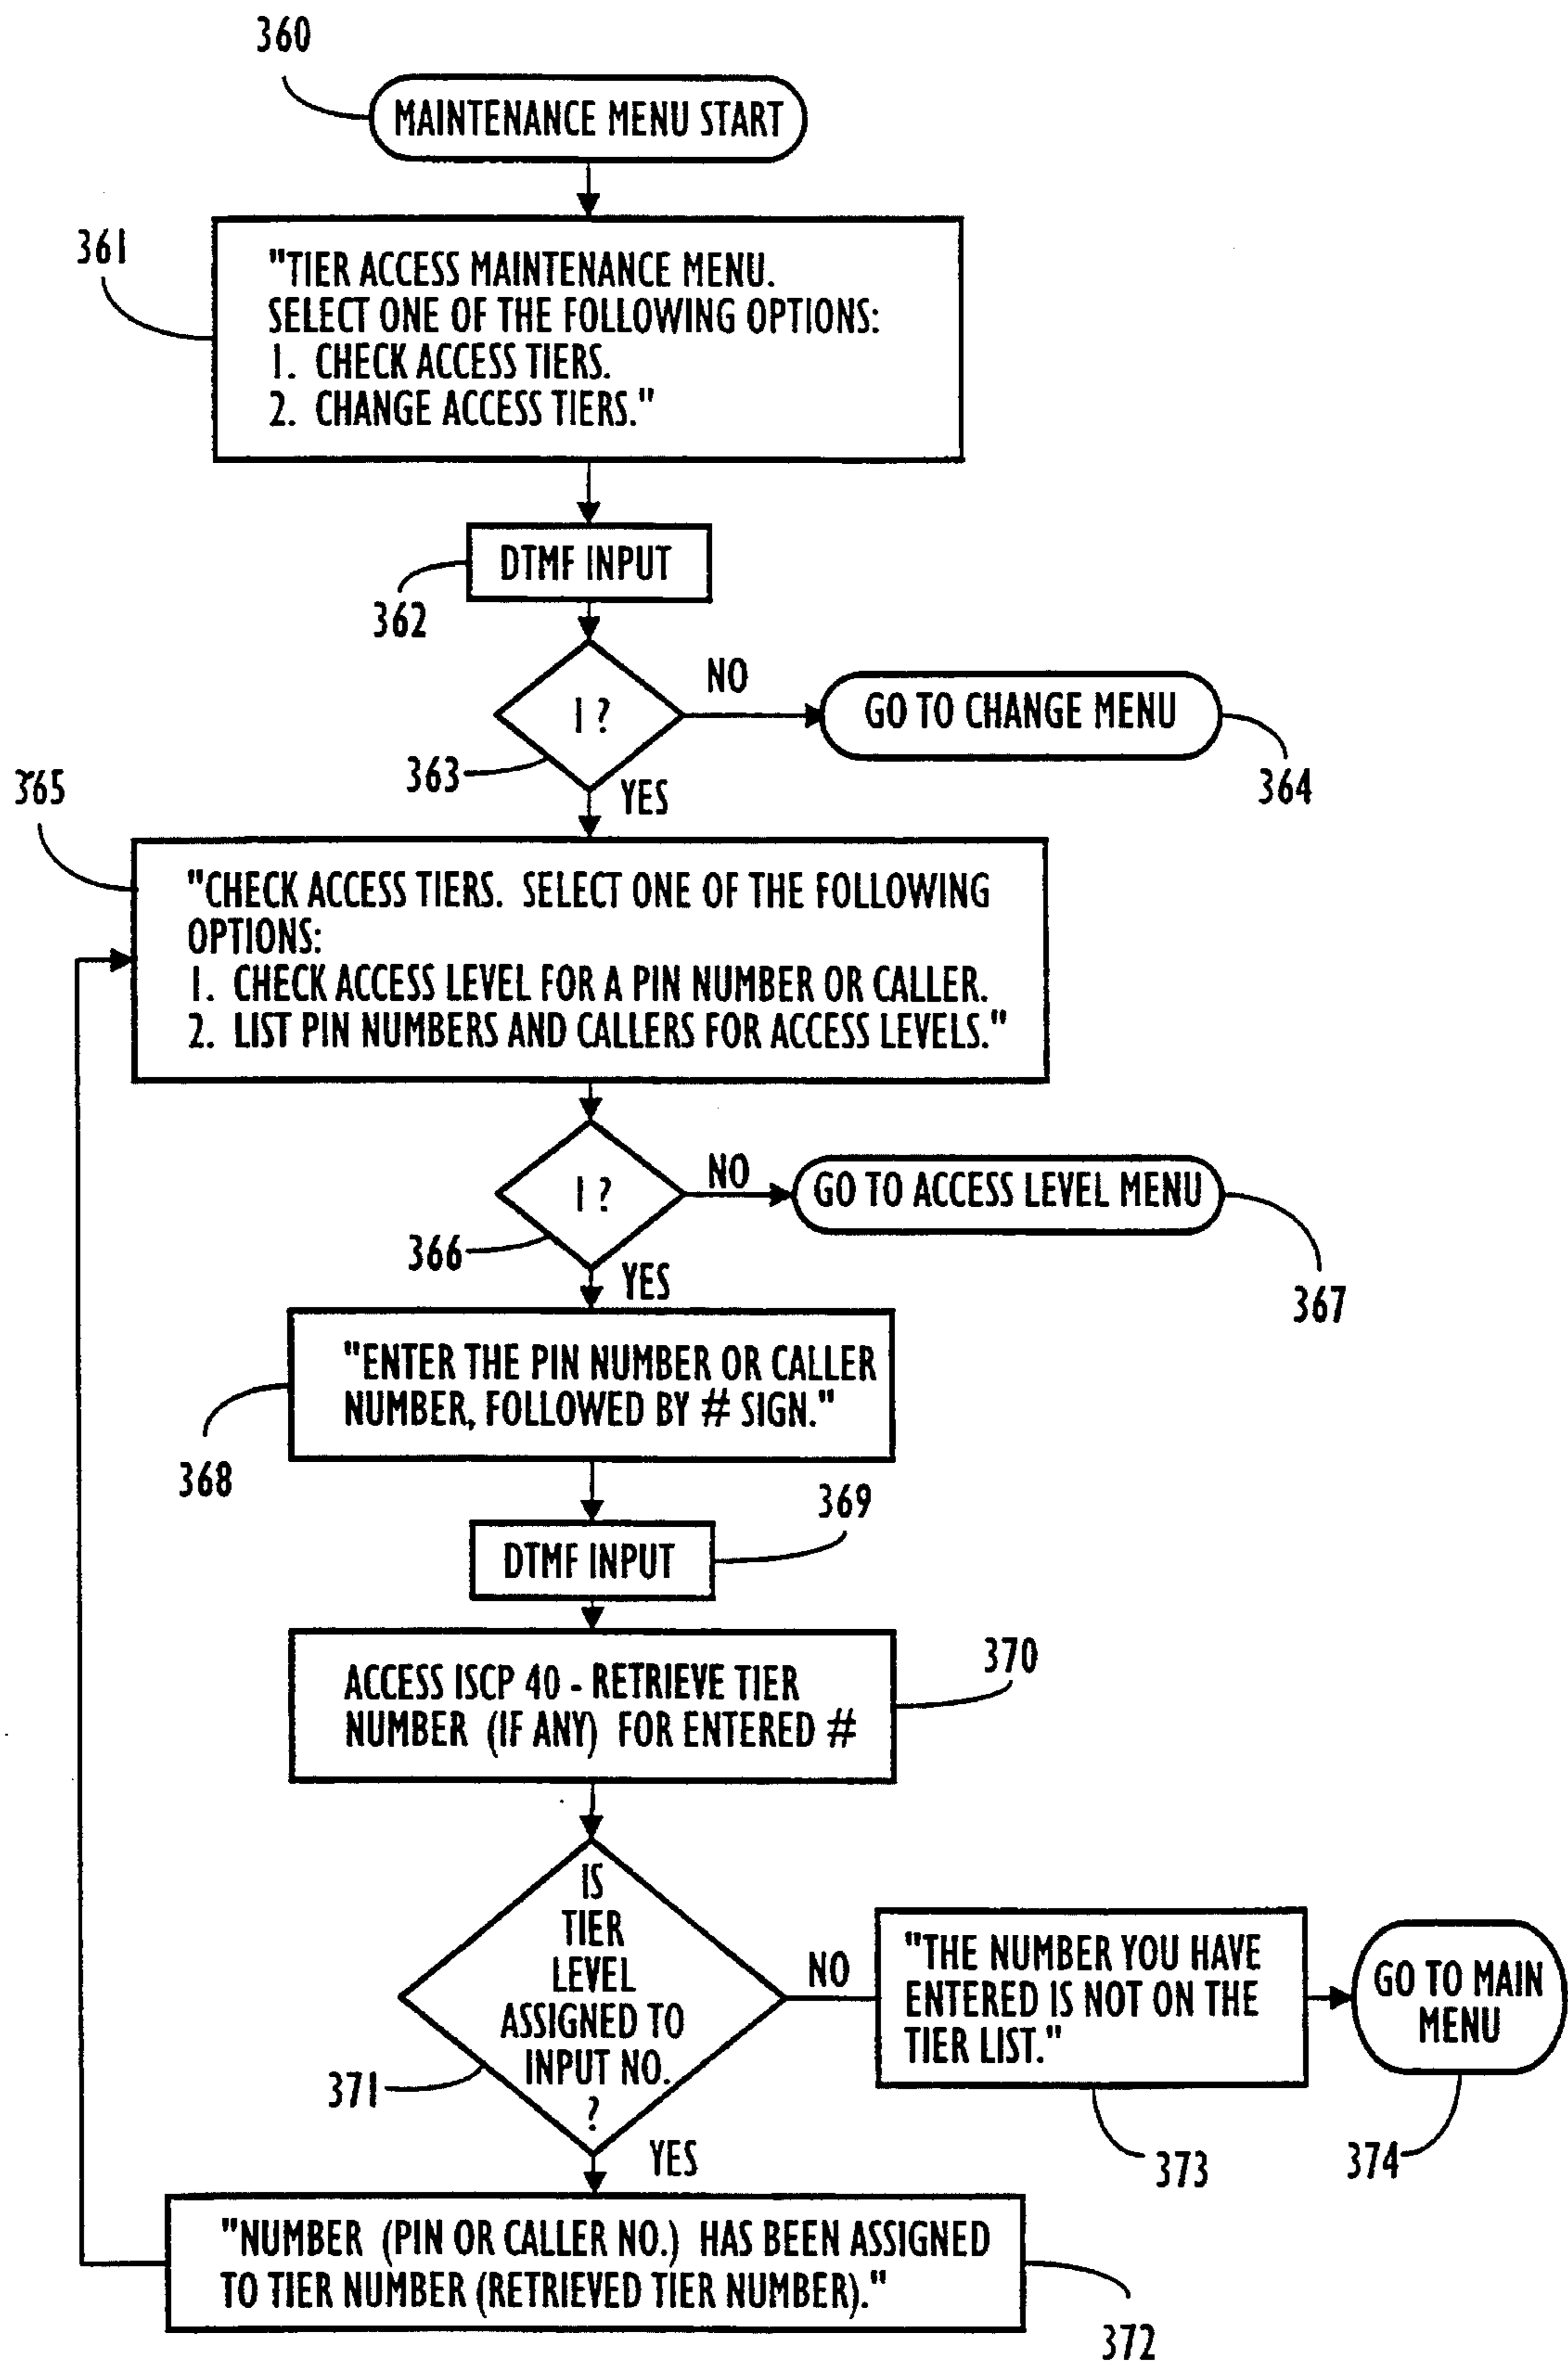 360
MAINTENANCE MENU START
361
"TIER ACCESS MAINTENANCE MENU.
SELECT ONE OF THE FOLLOWING OPTIONS:
1. CHECK ACCESS TIERS.
2. CHANGE ACCESS TIERS."
DTMF INPUT
362
1 ?
NO
GO TO CHANGE MENU
363
364
YES
365
"CHECK ACCESS TIERS. SELECT ONE OF THE FOLLOWING
OPTIONS:
1. CHECK ACCESS LEVEL FOR A PIN NUMBER OR CALLER.
2. LIST PIN NUMBERS AND CALLERS FOR ACCESS LEVELS."
1 ?
NO
GO TO ACCESS LEVEL MENU
366
367
YES
"ENTER THE PIN NUMBER OR CALLER
NUMBER, FOLLOWED BY # SIGN."
368
369
DTMF INPUT
370
ACCESS ISCP 40 - RETRIEVE TIER
NUMBER (IF ANY) FOR ENTERED #
IS
TIER
LEVEL
ASSIGNED TO
INPUT NO.
?
371
NO
"THE NUMBER YOU HAVE
ENTERED IS NOT ON THE
TIER LIST."
373
GO TO MAIN
MENU
374
YES
"NUMBER (PIN OR CALLER NO.) HAS BEEN ASSIGNED
TO TIER NUMBER (RETRIEVED TIER NUMBER)."
372